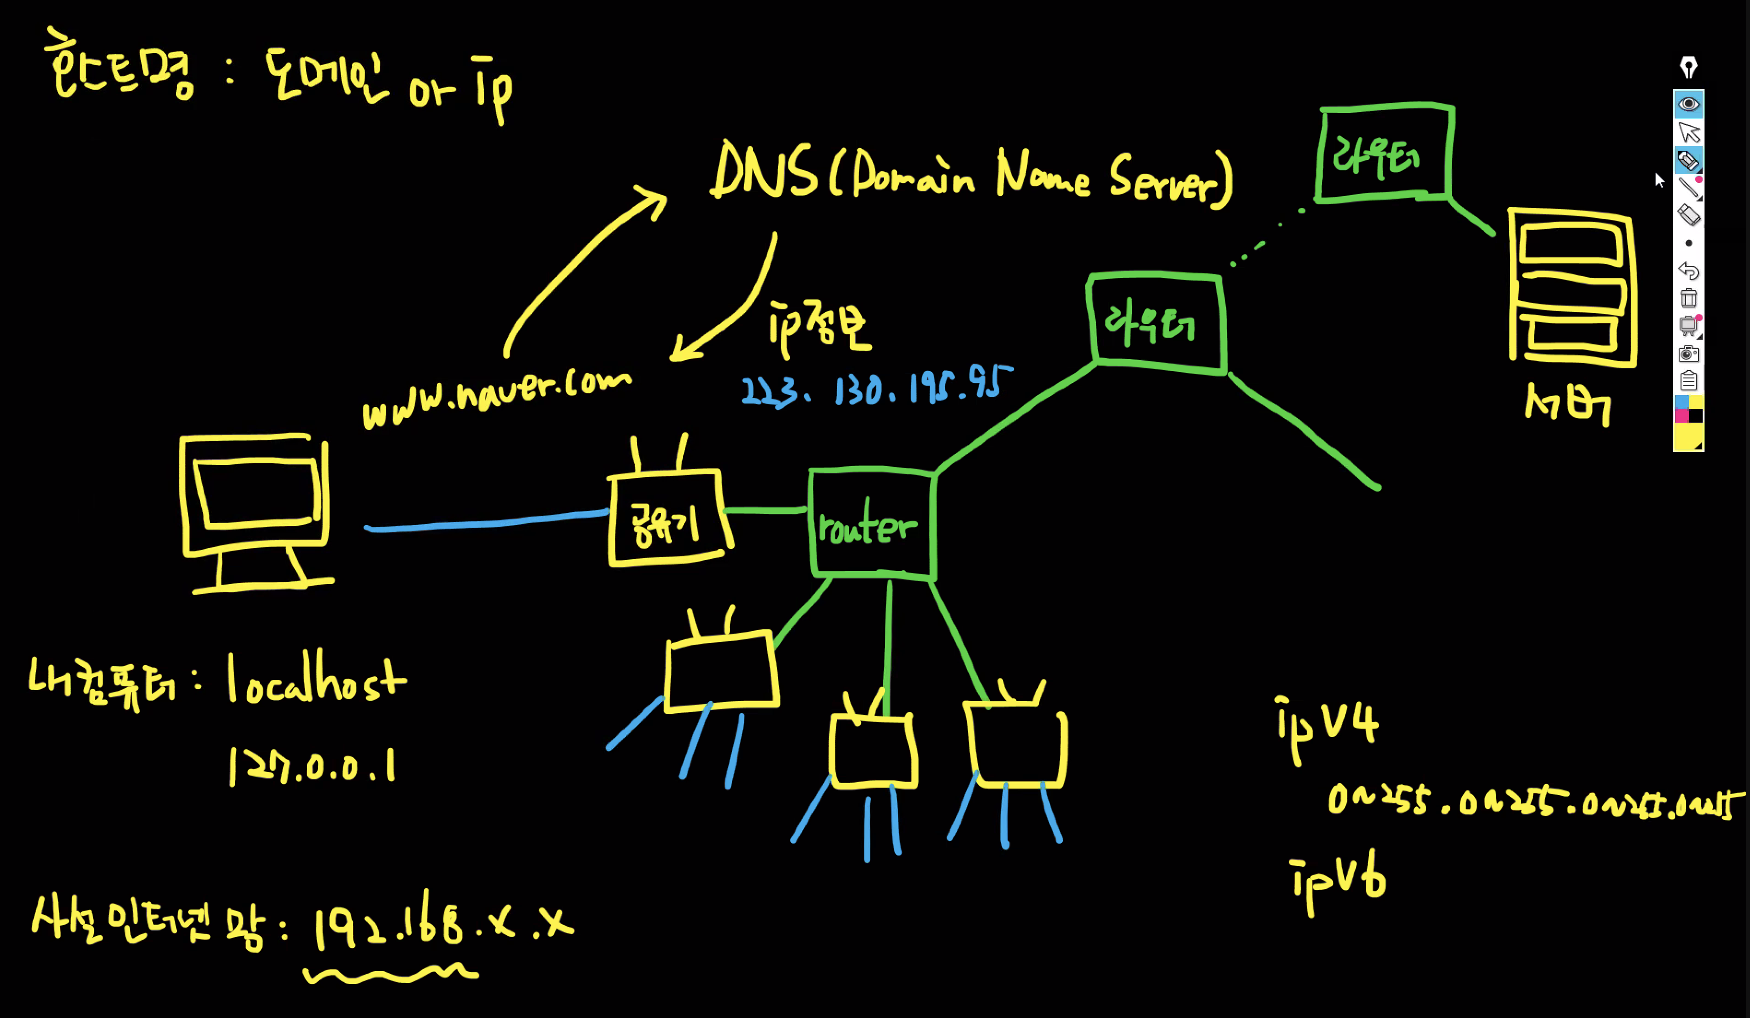 호스트명 : 도메인 or ip
DNS (Domain Name Server)
라우터
라우터
ip정보
www.naver.com
223. 130. 195. 95
서버
공유기
router
내컴퓨터 : localhost
127.0.0.1
ipv4
0~255.0~255.0~255.0~255
ipv6
사설인터넷 망 : 192.168.x.x